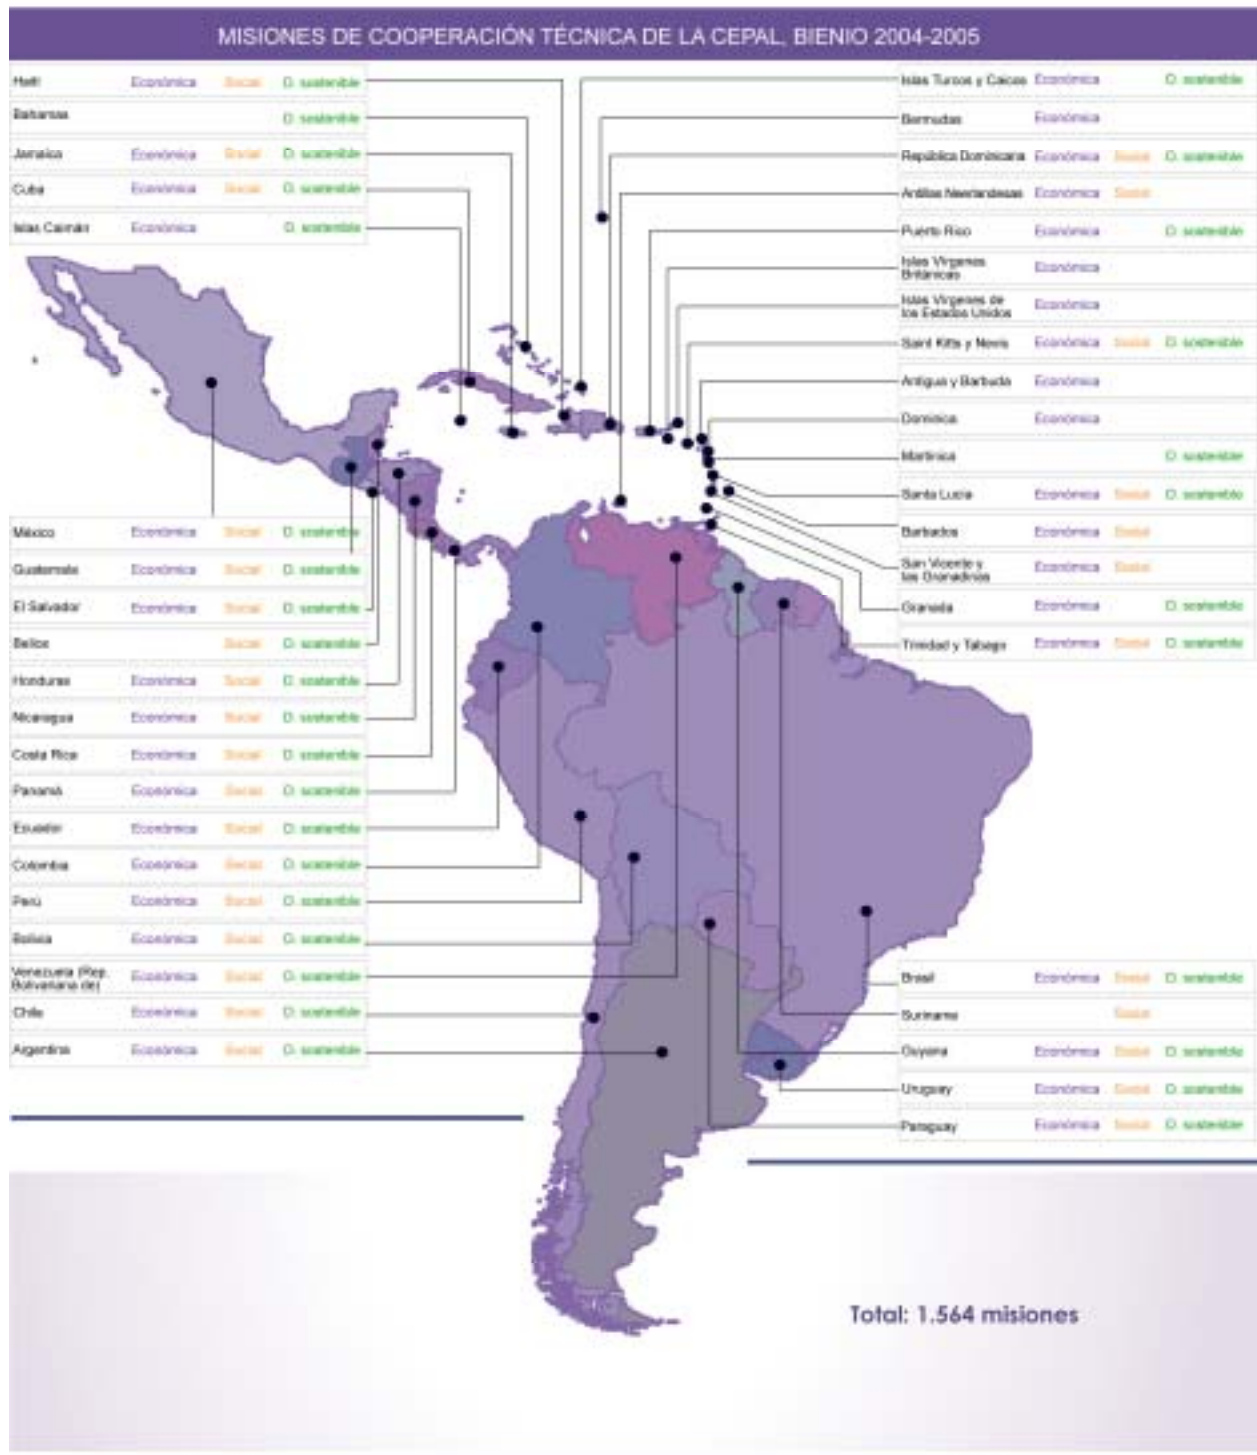 MISIONES DE COOPERACIÓN TÉCNICA DE LA CEPAL, BIENIO 2004-2005
Haití Económica Social D. sostenible
Bahamas D. sostenible
Jamaica Económica Social D. sostenible
Cuba Económica Social D. sostenible
Islas Caimán Económica D. sostenible
México Económica Social D. sostenible
Guatemala Económica Social D. sostenible
El Salvador Económica Social D. sostenible
Belice Social D. sostenible
Honduras Económica Social D. sostenible
Nicaragua Económica Social D. sostenible
Costa Rica Económica Social D. sostenible
Panamá Económica Social D. sostenible
Ecuador Económica Social D. sostenible
Colombia Económica Social D. sostenible
Perú Económica Social D. sostenible
Bolivia Económica Social D. sostenible
Venezuela (Rep.
Bolivariana de) Económica Social D. sostenible
Chile Económica Social D. sostenible
Argentina Económica Social D. sostenible
Islas Turcos y Caicos Económica D. sostenible
Bermudas Económica
República Dominicana Económica Social D. sostenible
Antillas Neerlandesas Económica Social
Puerto Rico Económica D. sostenible
Islas Vírgenes
Británicas Económica
Islas Vírgenes de
los Estados Unidos Económica
Saint Kitts y Nevis Económica Social D. sostenible
Antigua y Barbuda Económica
Dominica Económica
Martinica D. sostenible
Santa Lucía Económica Social D. sostenible
Barbados Económica Social
San Vicente y
las Granadinas Económica Social
Granada Económica D. sostenible
Trinidad y Tabago Económica Social D. sostenible
Brasil Económica Social D. sostenible
Suriname Social
Guyana Económica Social D. sostenible
Uruguay Económica Social D. sostenible
Paraguay Económica Social D. sostenible
Total: 1.564 misiones